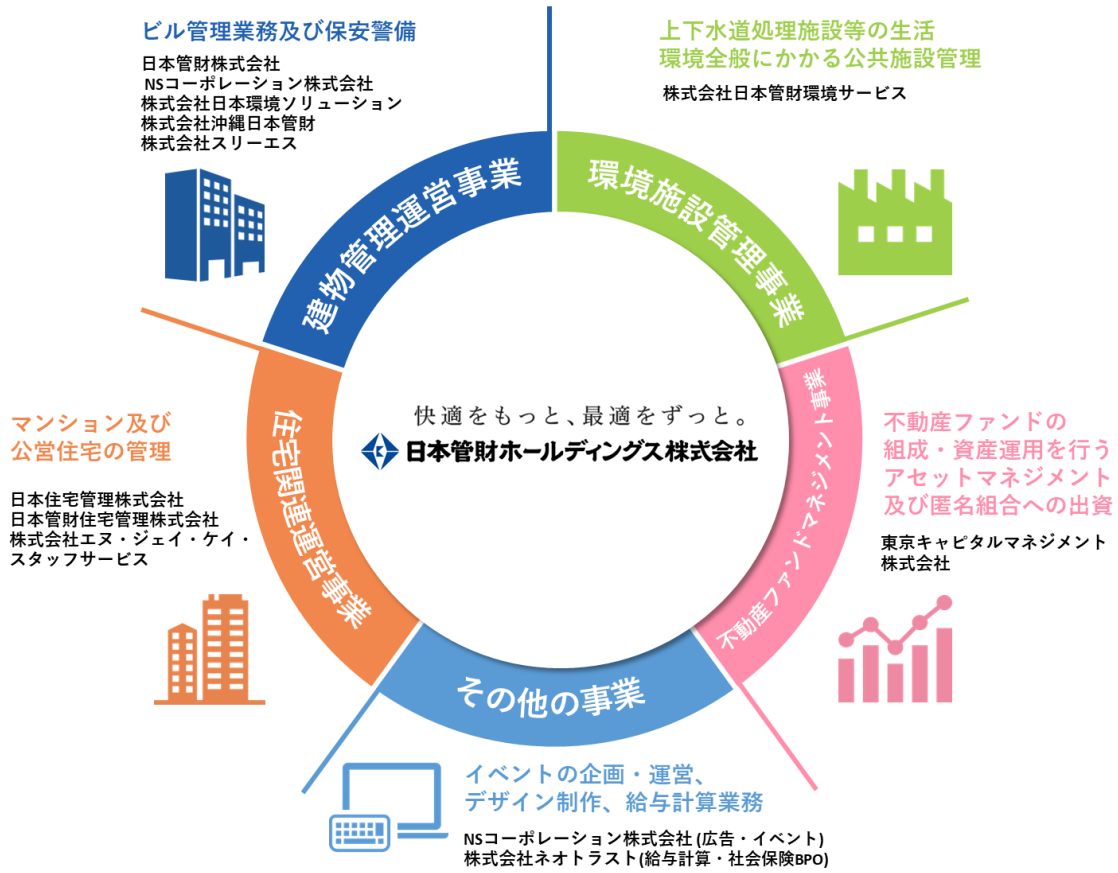 ビル管理業務及び保安警備
日本管財株式会社
NSコーポレーション株式会社
株式会社日本環境ソリューション
株式会社沖縄日本管財
株式会社スリーエス
建物管理運営事業
上下水道処理施設等の生活
環境全般にかかる公共施設管理
株式会社日本管財環境サービス
環境施設管理事業
快適をもっと、最適をずっと。
日本管財ホールディングス株式会社
マンション及び
公営住宅の管理
日本住宅管理株式会社
日本管財住宅管理株式会社
株式会社エヌ・ジェイ・ケイ・
スタッフサービス
住宅関連運営事業
不動産ファンドの
組成・資産運用を行う
アセットマネジメント
及び匿名組合への出資
東京キャピタルマネジメント
株式会社
不動産ファンドマネジメント事業
その他の事業
イベントの企画・運営、
デザイン制作、給与計算業務
NSコーポレーション株式会社 (広告・イベント)
株式会社ネオトラスト(給与計算・社会保険BPO)